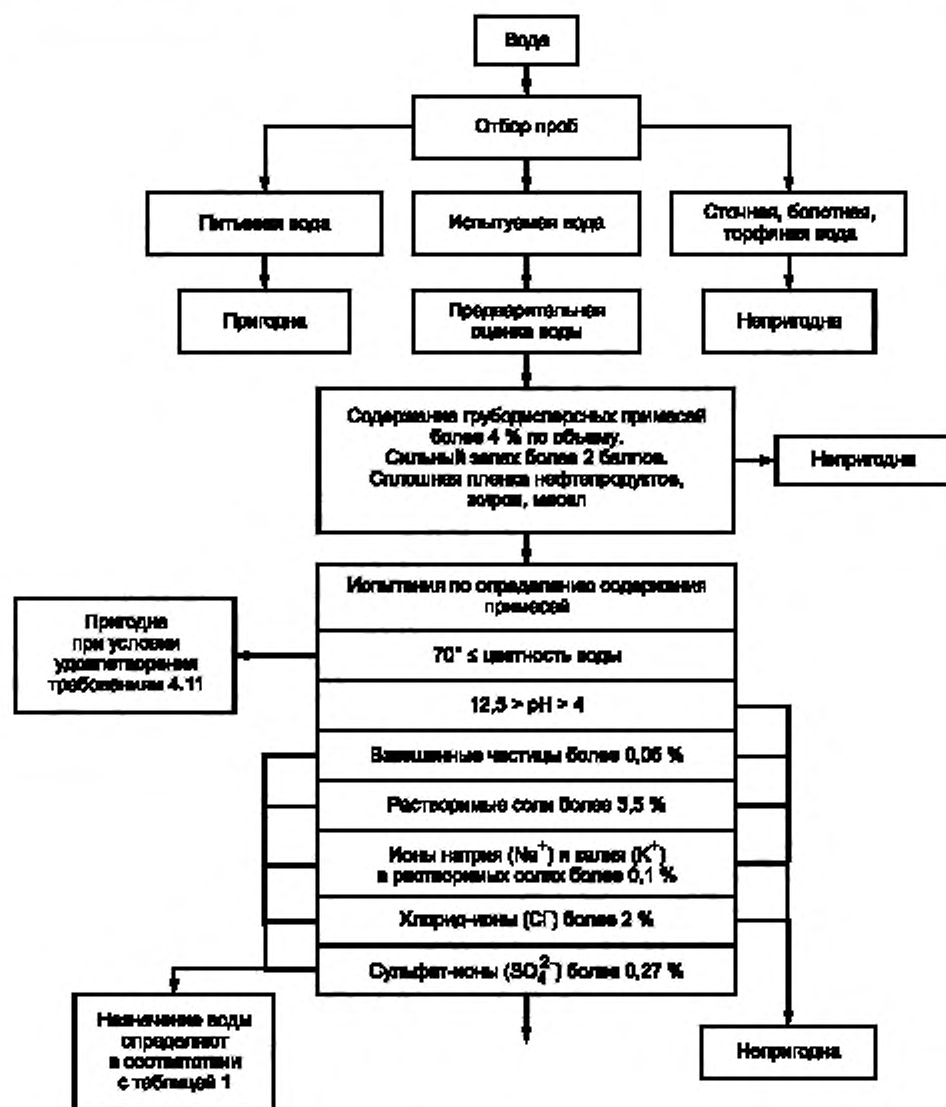 Вода
Отбор проб
Питьевая вода
Испытуемая вода
Сточная, болотная,
торфяная вода
Пригодна
Предварительная
оценка воды
Непригодна
Содержание грубодисперсных примесей
более 4 % по объему.
Сильный запах более 2 баллов.
Сплошная пленка нефтепродуктов,
жиров, масел
Непригодна
Испытания по определению содержания
примесей
Пригодна
при условии
удовлетворения
требованиям 4.11
70° ≤ цветность воды
12,5 > pH > 4
Взвешенные частицы более 0,05 %
Растворимые соли более 3,5 %
Ионы натрия (Na⁺) и калия (K⁺)
в растворимых солях более 0,1 %
Хлорид-ионы (Cl⁻) более 2 %
Сульфат-ионы (SO₄²⁻) более 0,27 %
Назначение воды
определяют
в соответствии
с таблицей 1
Непригодна